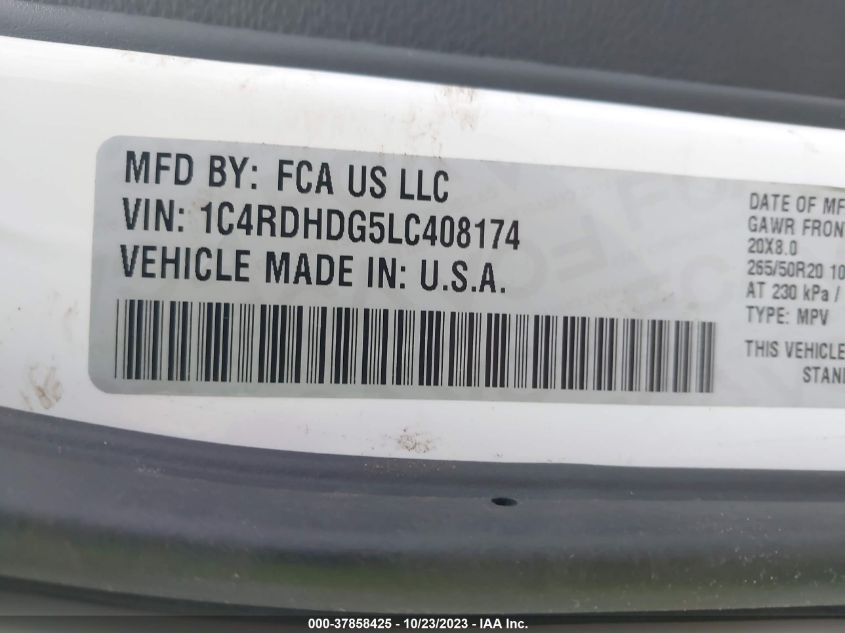 MFD BY: FCA US LLC
VIN: 1C4RDHDG5LC408174
VEHICLE MADE IN: U.S.A.
DATE OF MF
GAWR FRON
20X8.0
265/50R20 10
AT 230 kPa /
TYPE: MPV
THIS VEHICLE
STAN
000-37858425 - 10/23/2023 - IAA Inc.